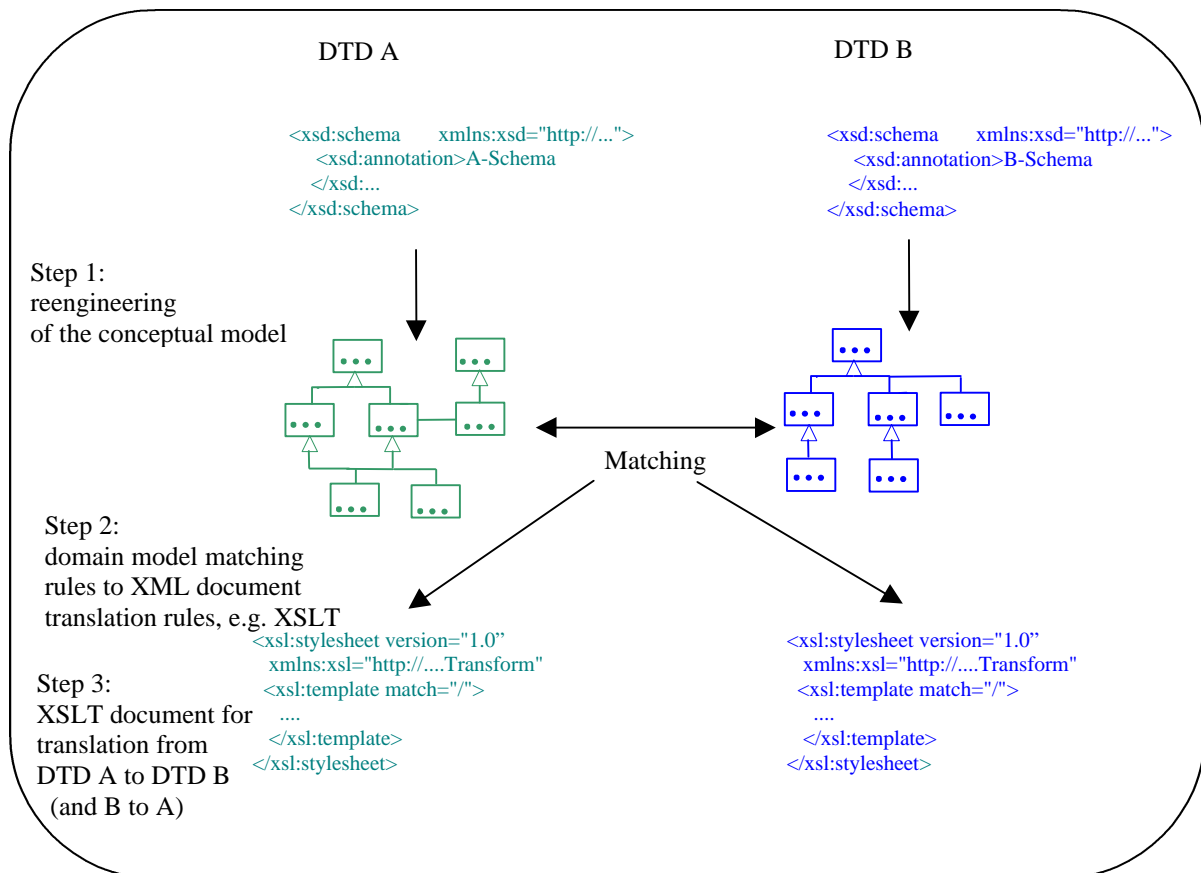 DTD A
DTD B
<xsd:schema xmlns:xsd="http://...">
<xsd:annotation>A-Schema
</xsd:...
</xsd:schema>
<xsd:schema xmlns:xsd="http://...">
<xsd:annotation>B-Schema
</xsd:...
</xsd:schema>
Step 1:
reengineering
of the conceptual model
...
...
...
...
...
...
...
...
...
...
...
...
...
Matching
Step 2:
domain model matching
rules to XML document
translation rules, e.g. XSLT
Step 3:
XSLT document for
translation from
DTD A to DTD B
(and B to A)
<xsl:stylesheet version="1.0”
xmlns:xsl="http://....Transform"
<xsl:template match="/">
....
</xsl:template>
</xsl:stylesheet>
<xsl:stylesheet version="1.0”
xmlns:xsl="http://....Transform"
<xsl:template match="/">
....
</xsl:template>
</xsl:stylesheet>